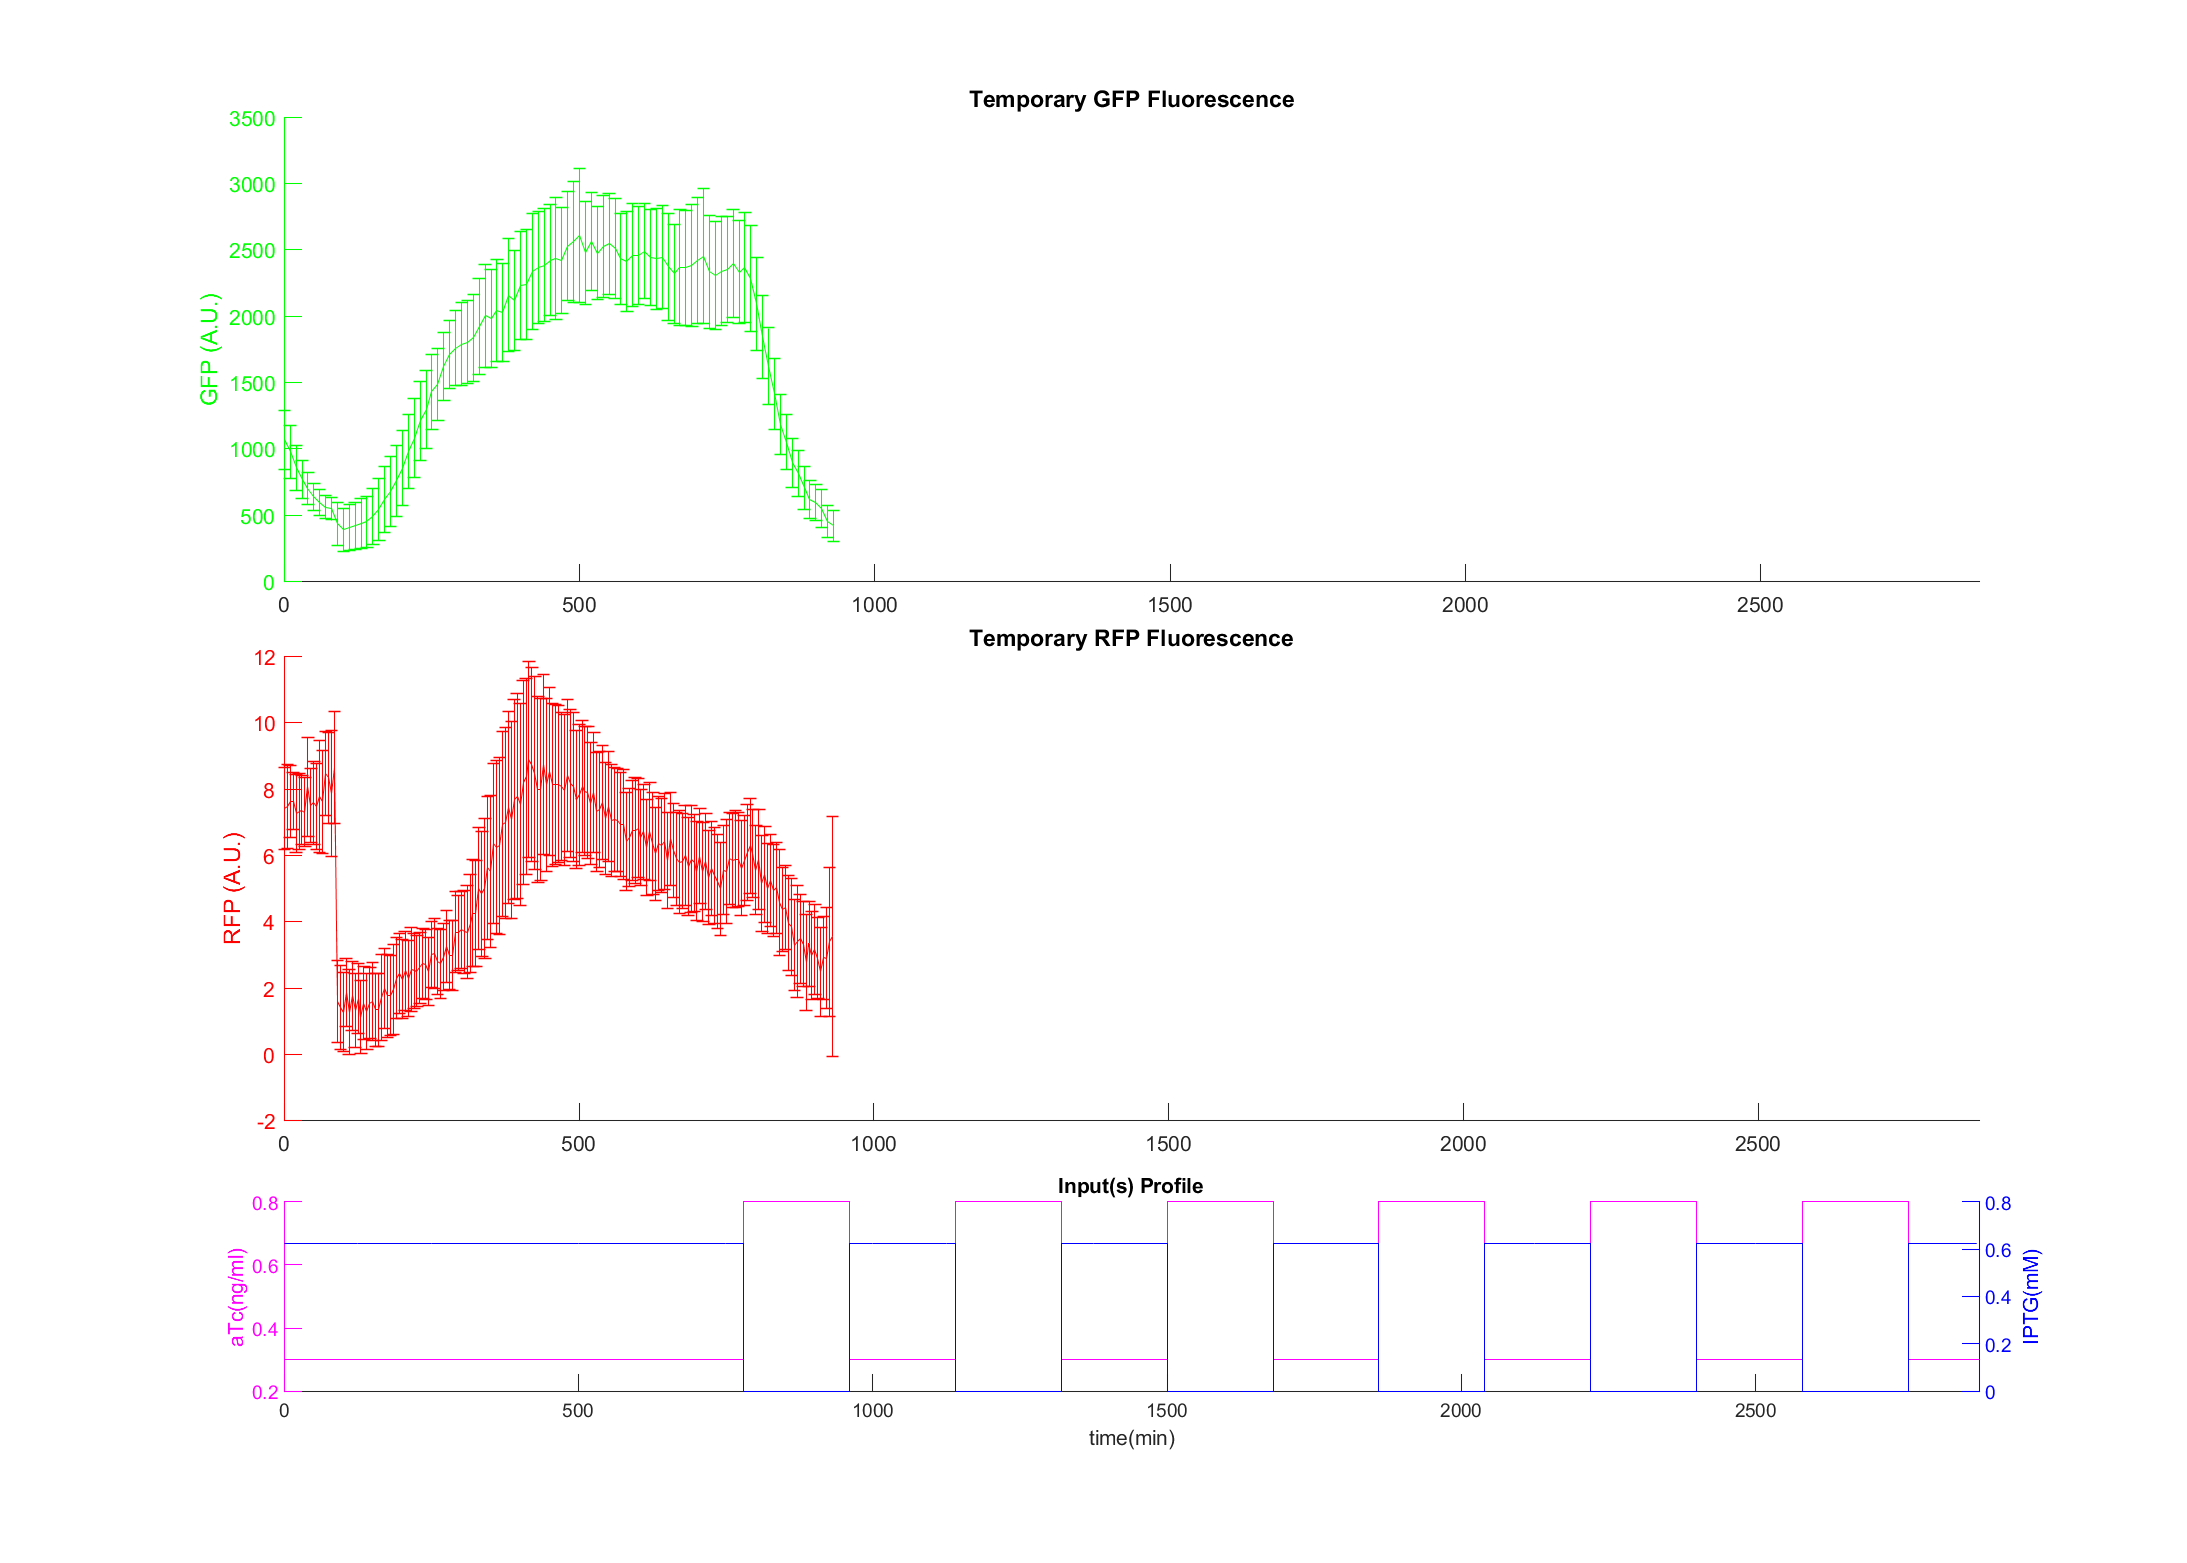 Temporary GFP Fluorescence
3500
3000
2500
2000
1500
1000
500
0
GFP (A.U.)
0 500 1000 1500 2000 2500
Temporary RFP Fluorescence
12
10
8
6
4
2
0
-2
RFP (A.U.)
0 500 1000 1500 2000 2500
Input(s) Profile
0.8
0.6
0.4
0.2
aTc(ng/ml)
0.8
0.6
0.4
0.2
0
IPTG(mM)
0 500 1000 1500 2000 2500
time(min)